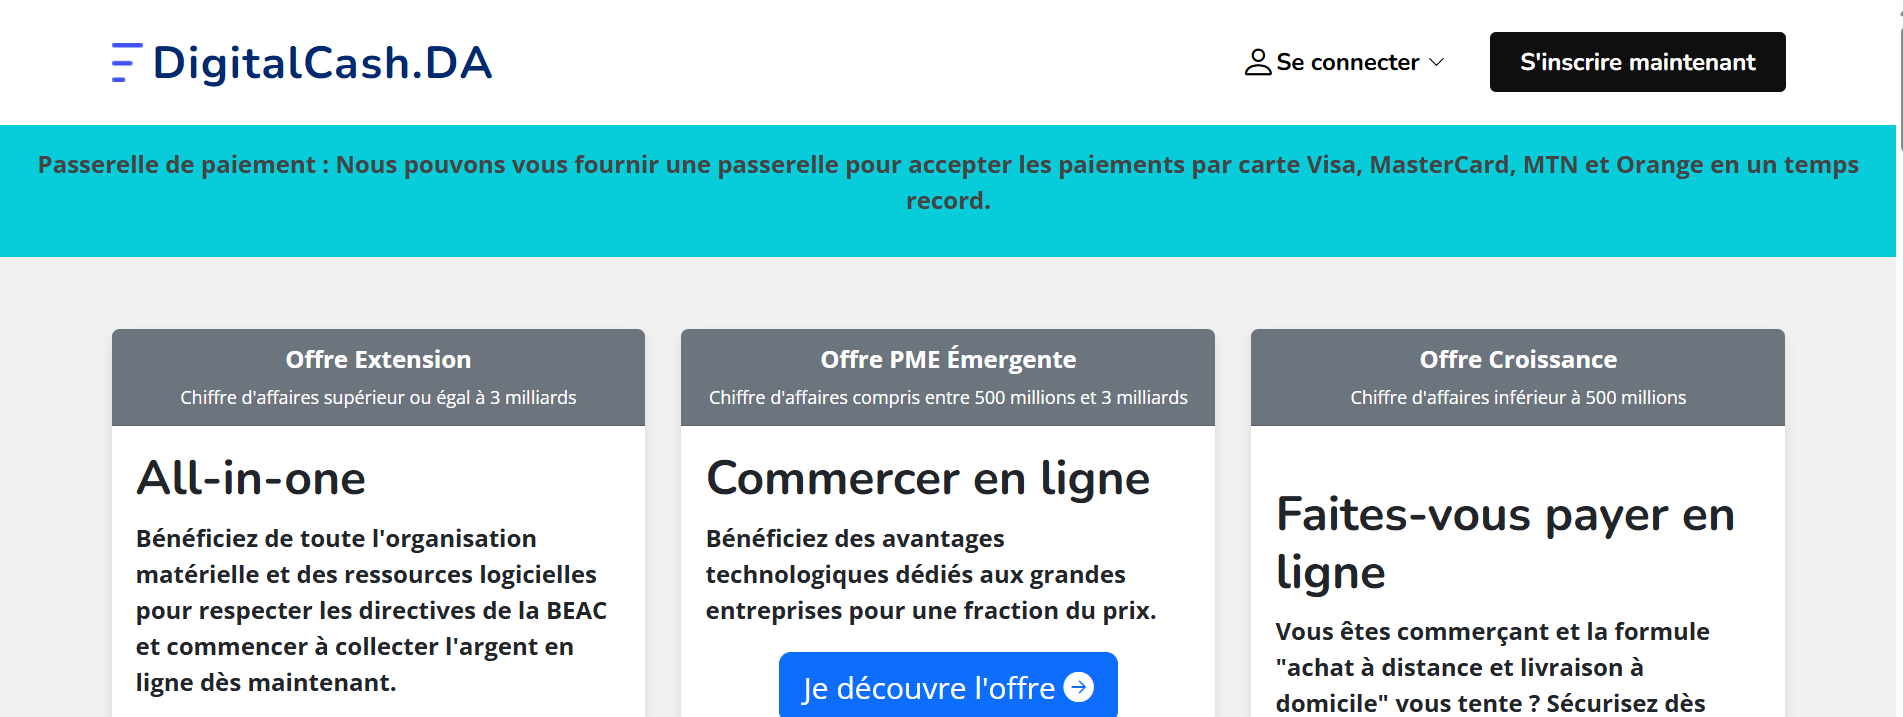 DigitalCash.DA
Se connecter
S'inscrire maintenant
Passerelle de paiement : Nous pouvons vous fournir une passerelle pour accepter les paiements par carte Visa, MasterCard, MTN et Orange en un temps
record.
Offre Extension
Chiffre d'affaires supérieur ou égal à 3 milliards
All-in-one
Bénéficiez de toute l'organisation
matérielle et des ressources logicielles
pour respecter les directives de la BEAC
et commencer à collecter l'argent en
ligne dès maintenant.
Offre PME Émergente
Chiffre d'affaires compris entre 500 millions et 3 milliards
Commercer en ligne
Bénéficiez des avantages
technologiques dédiés aux grandes
entreprises pour une fraction du prix.
Je découvre l'offre
Offre Croissance
Chiffre d'affaires inférieur à 500 millions
Faites-vous payer en
ligne
Vous êtes commerçant et la formule
"achat à distance et livraison à
domicile" vous tente ? Sécurisez dès